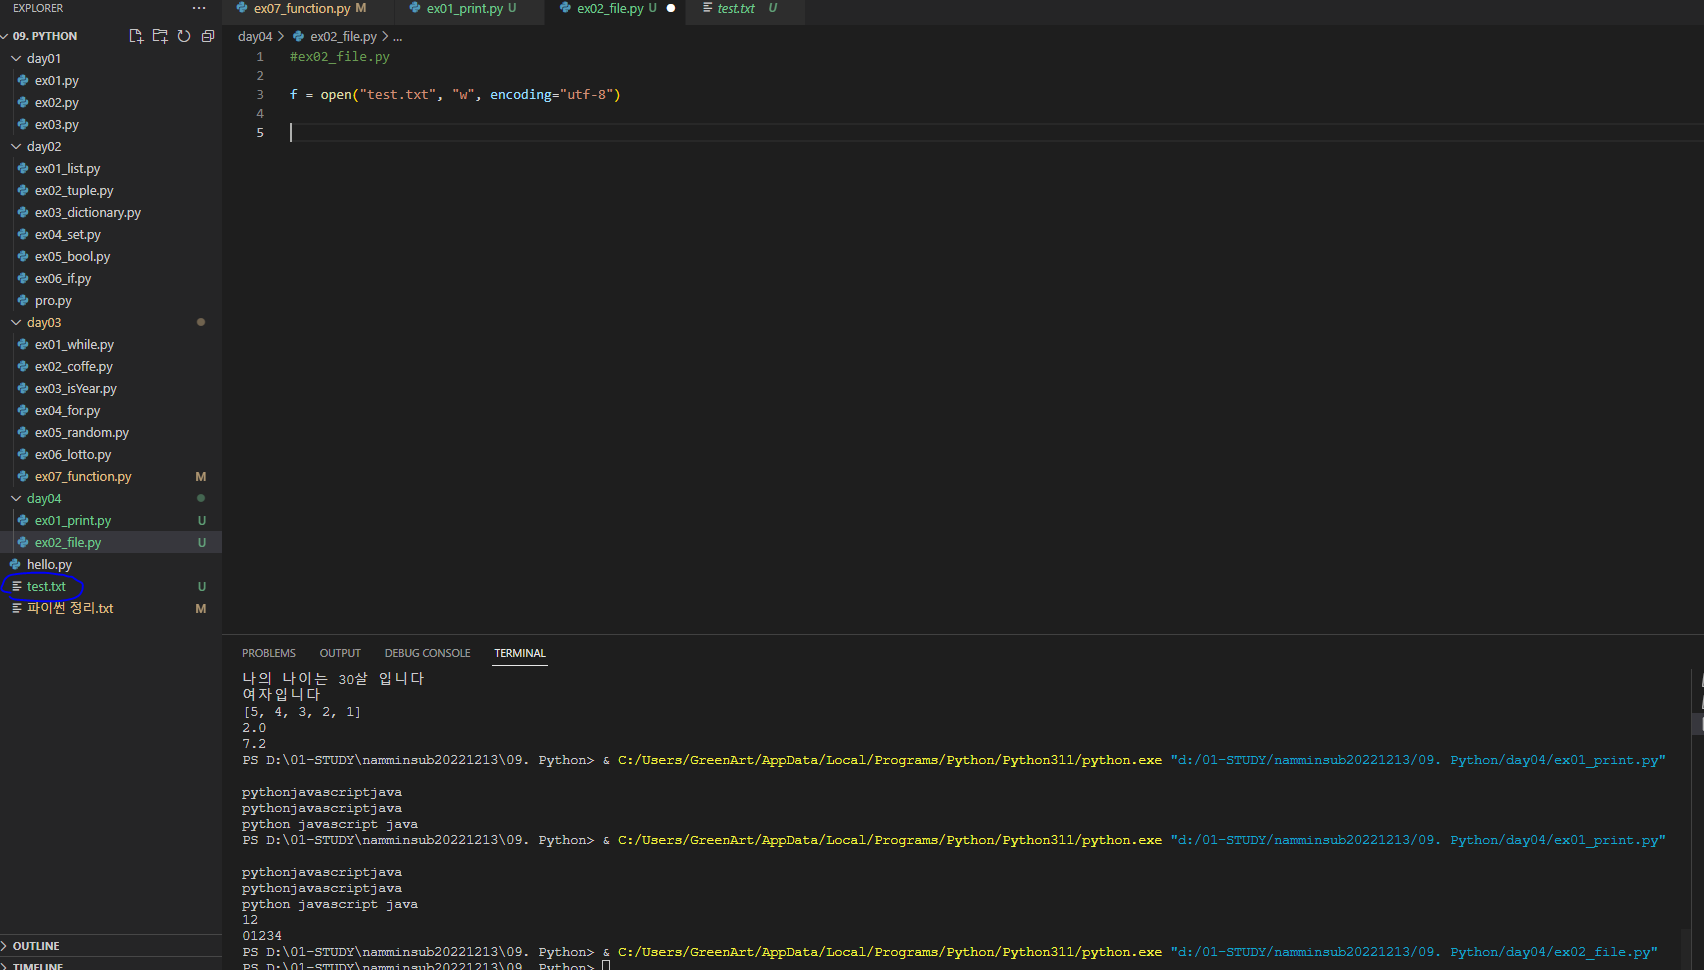 EXPLORER ...
ex07_function.py M
ex01_print.py U
ex02_file.py U
test.txt U
09. PYTHON
day04 > ex02_file.py > ...
day01
ex01.py
ex02.py
ex03.py
day02
ex01_list.py
ex02_tuple.py
ex03_dictionary.py
ex04_set.py
ex05_bool.py
ex06_if.py
pro.py
day03
ex01_while.py
ex02_coffe.py
ex03_isYear.py
ex04_for.py
ex05_random.py
ex06_lotto.py
ex07_function.py M
day04
ex01_print.py U
ex02_file.py U
hello.py
test.txt U
파이썬 정리.txt M
OUTLINE
TIMELINE
1 #ex02_file.py
2
3 f = open("test.txt", "w", encoding="utf-8")
4
5
PROBLEMS OUTPUT DEBUG CONSOLE TERMINAL
나의 나이는 30살 입니다
여자입니다
[5, 4, 3, 2, 1]
2.0
7.2
PS D:\01-STUDY\namminsub20221213\09. Python> & C:/Users/GreenArt/AppData/Local/Programs/Python/Python311/python.exe "d:/01-STUDY/namminsub20221213/09. Python/day04/ex01_print.py"
pythonjavascriptjava
pythonjavascriptjava
python javascript java
PS D:\01-STUDY\namminsub20221213\09. Python> & C:/Users/GreenArt/AppData/Local/Programs/Python/Python311/python.exe "d:/01-STUDY/namminsub20221213/09. Python/day04/ex01_print.py"
pythonjavascriptjava
pythonjavascriptjava
python javascript java
12
01234
PS D:\01-STUDY\namminsub20221213\09. Python> & C:/Users/GreenArt/AppData/Local/Programs/Python/Python311/python.exe "d:/01-STUDY/namminsub20221213/09. Python/day04/ex02_file.py"
PS D:\01-STUDY\namminsub20221213\09. Python>